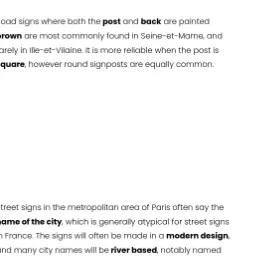 oad signs where both the post and back are painted
brown are most commonly found in Seine-et-Marne, and
arely in Ille-et-Vilaine. It is more reliable when the post is
quare, however round signposts are equally common.
treet signs in the metropolitan area of Paris often say the
name of the city, which is generally atypical for street signs
n France. The signs will often be made in a modern design,
and many city names will be river based, notably named